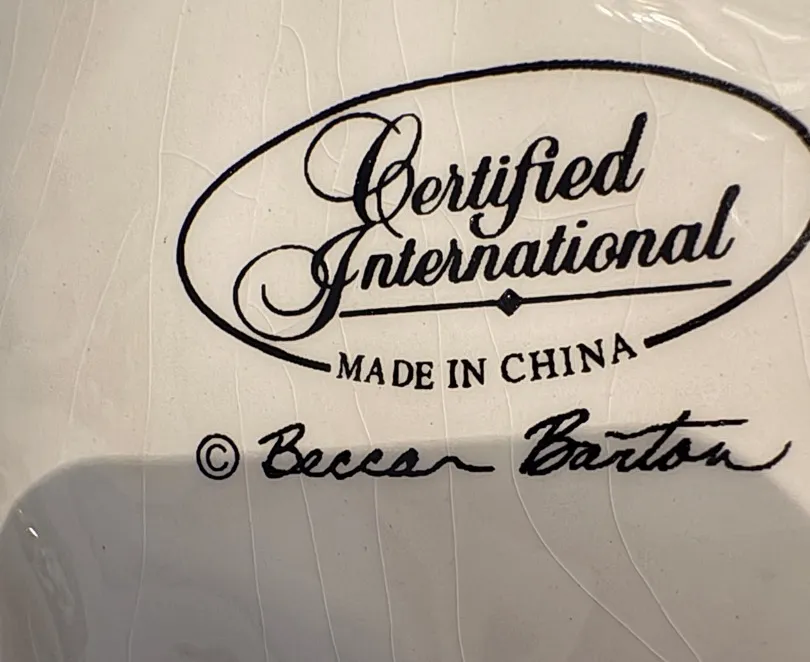 Certified
International
MADE IN CHINA
© Becca Barton